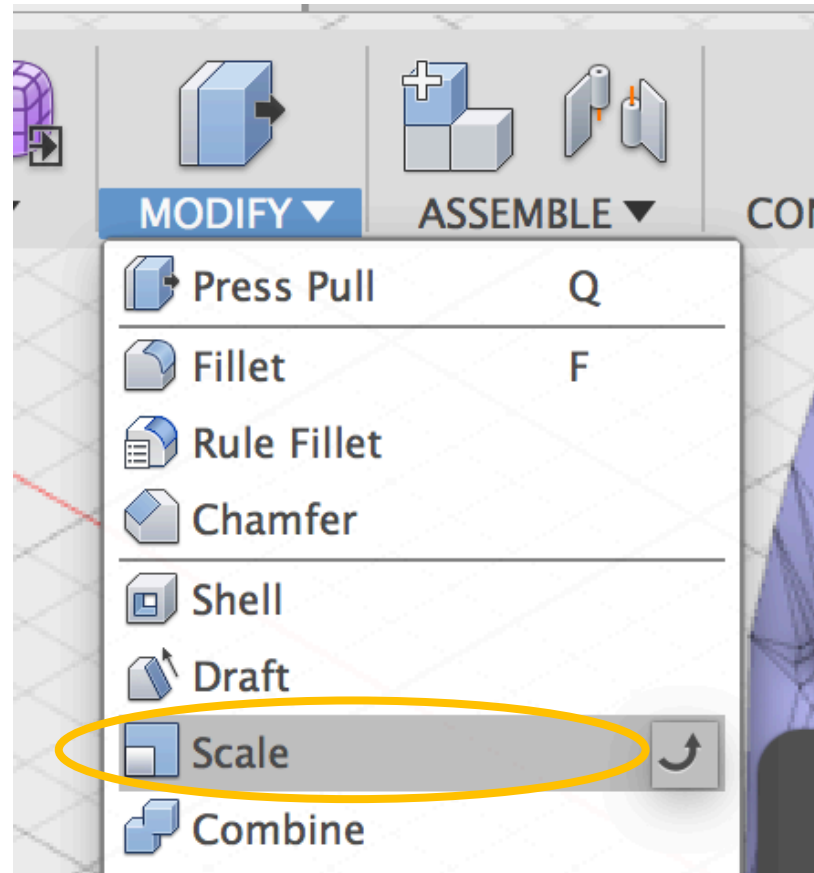 MODIFY ASSEMBLE CON
Press Pull Q
Fillet F
Rule Fillet
Chamfer
Shell
Draft
Scale
Combine